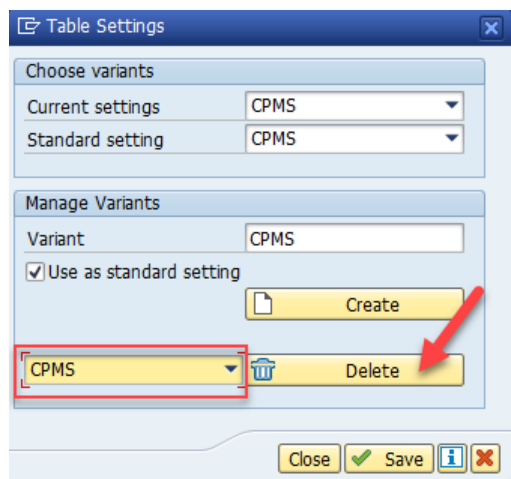 Table Settings
Choose variants
Current settings CPMS
Standard setting CPMS
Manage Variants
Variant CPMS
Use as standard setting
Create
CPMS Delete
Close Save